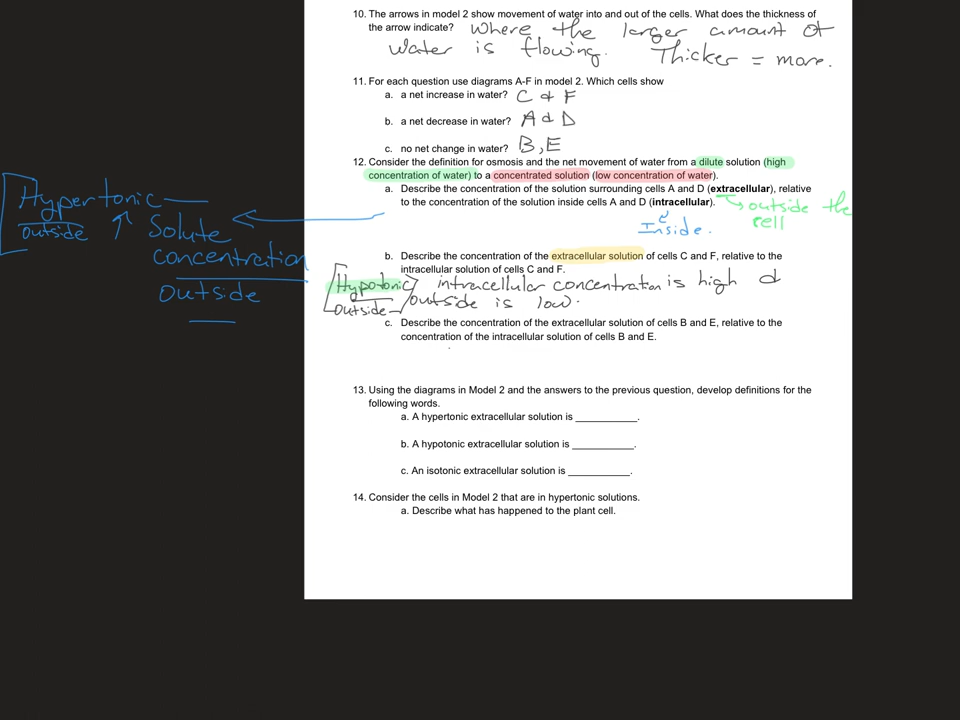 10. The arrows in model 2 show movement of water into and out of the cells. What does the thickness of
the arrow indicate? Where the larger amount of
water is flowing. Thicker = more.
11. For each question use diagrams A-F in model 2. Which cells show
a. a net increase in water? C & F
b. a net decrease in water? A & D
c. no net change in water? B, E
12. Consider the definition for osmosis and the net movement of water from a dilute solution (high
concentration of water) to a concentrated solution (low concentration of water).
a. Describe the concentration of the solution surrounding cells A and D (extracellular), relative
to the concentration of the solution inside cells A and D (intracellular).
outside the
cell
Inside.
Hypertonic —
outside ↑ Solute
concentration
outside
b. Describe the concentration of the extracellular solution of cells C and F, relative to the
intracellular solution of cells C and F.
[Hypotonic] intracellular concentration is high &
outside outside is low.
c. Describe the concentration of the extracellular solution of cells B and E, relative to the
concentration of the intracellular solution of cells B and E.
13. Using the diagrams in Model 2 and the answers to the previous question, develop definitions for the
following words.
a. A hypertonic extracellular solution is ___________.
b. A hypotonic extracellular solution is ___________.
c. An isotonic extracellular solution is ___________.
14. Consider the cells in Model 2 that are in hypertonic solutions.
a. Describe what has happened to the plant cell.